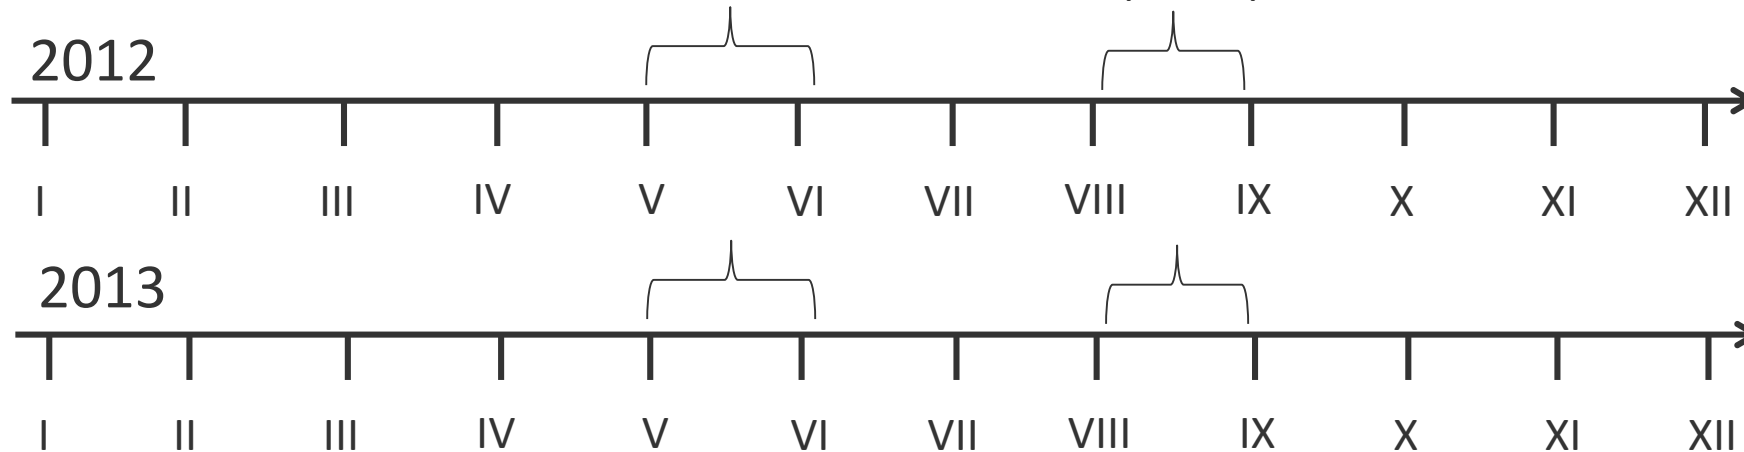 2012
I II III IV V VI VII VIII IX X XI XII
2013
I II III IV V VI VII VIII IX X XI XII